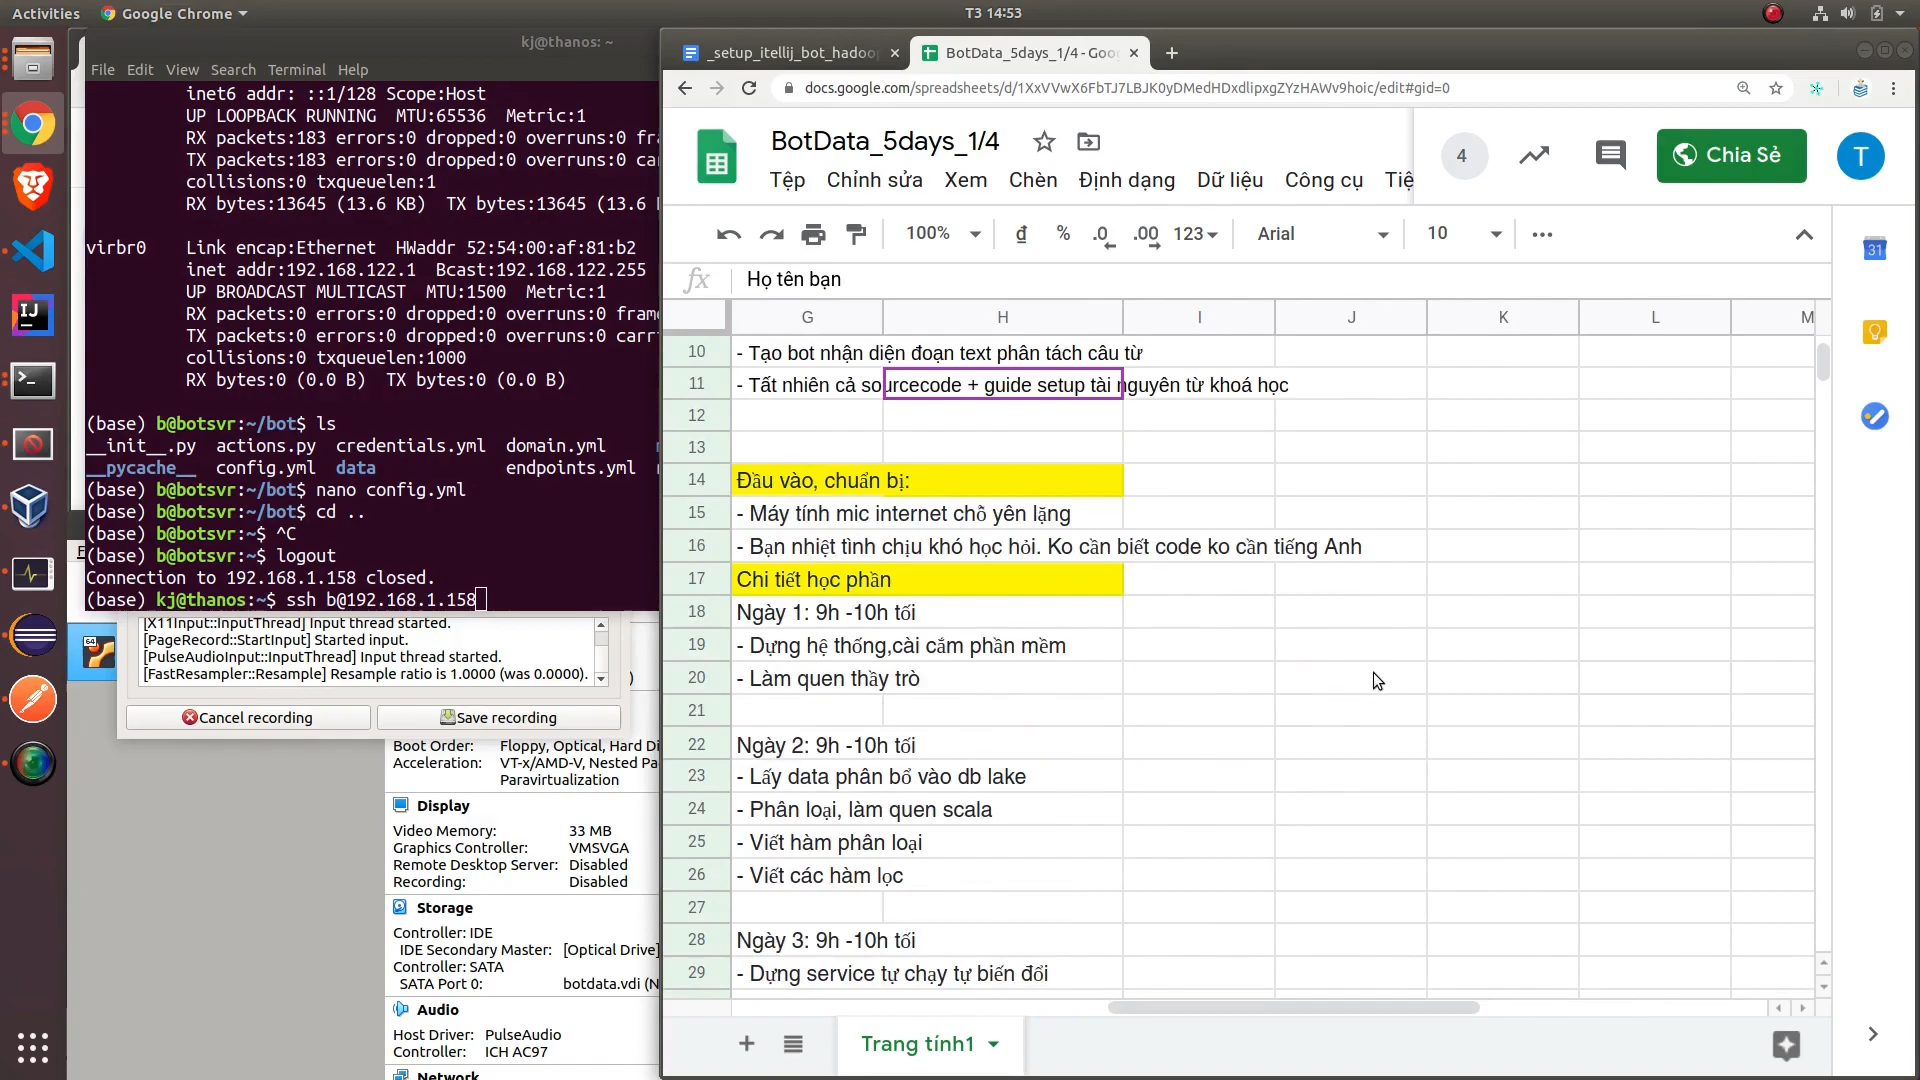 Activities
Google Chrome
T3 14:53
kj@thanos: ~
File Edit View Search Terminal Help
inet6 addr: ::1/128 Scope:Host
UP LOOPBACK RUNNING MTU:65536 Metric:1
RX packets:183 errors:0 dropped:0 overruns:0 fra
TX packets:183 errors:0 dropped:0 overruns:0 car
collisions:0 txqueuelen:1
RX bytes:13645 (13.6 KB) TX bytes:13645 (13.6
virbr0 Link encap:Ethernet HWaddr 52:54:00:af:81:b2
inet addr:192.168.122.1 Bcast:192.168.122.255
UP BROADCAST MULTICAST MTU:1500 Metric:1
RX packets:0 errors:0 dropped:0 overruns:0 fram
TX packets:0 errors:0 dropped:0 overruns:0 carr
collisions:0 txqueuelen:1000
RX bytes:0 (0.0 B) TX bytes:0 (0.0 B)
(base) b@botsvr:~/bot$ ls
__init__.py actions.py credentials.yml domain.yml
__pycache__ config.yml data endpoints.yml
(base) b@botsvr:~/bot$ nano config.yml
(base) b@botsvr:~/bot$ cd ..
(base) b@botsvr:~$ ^C
(base) b@botsvr:~$ logout
Connection to 192.168.1.158 closed.
(base) kj@thanos:~$ ssh b@192.168.1.158
[X11Input::InputThread] Input thread started.
[PageRecord::StartInput] Started input.
[PulseAudioInput::InputThread] Input thread started.
[FastResampler::Resample] Resample ratio is 1.0000 (was 0.0000).
Cancel recording
Save recording
64
Boot Order: Floppy, Optical, Hard Di
Acceleration: VT-x/AMD-V, Nested Pa
Paravirtualization
Display
Video Memory: 33 MB
Graphics Controller: VMSVGA
Remote Desktop Server: Disabled
Recording: Disabled
Storage
Controller: IDE
IDE Secondary Master: [Optical Drive]
Controller: SATA
SATA Port 0: botdata.vdi (N
Audio
Host Driver: PulseAudio
Controller: ICH AC97
Network
_setup_itellij_bot_hadoo
BotData_5days_1/4 - Goo
docs.google.com/spreadsheets/d/1XxVVwX6FbTJ7LBJK0yDMedHDxdlipxgZYzHAWv9hoic/edit#gid=0
BotData_5days_1/4
4
Chia Sẻ
T
Tệp Chỉnh sửa Xem Chèn Định dạng Dữ liệu Công cụ Tiệ
100% ₫ % .0 .00 123 Arial 10
fx Họ tên bạn
G H I J K L M
10 - Tạo bot nhận diện đoạn text phân tách câu từ
11 - Tất nhiên cả sourcecode + guide setup tài nguyên từ khoá học
12
13
14 Đầu vào, chuẩn bị:
15 - Máy tính mic internet chỗ yên lặng
16 - Bạn nhiệt tình chịu khó học hỏi. Ko cần biết code ko cần tiếng Anh
17 Chi tiết học phần
18 Ngày 1: 9h -10h tối
19 - Dựng hệ thống,cài cắm phần mềm
20 - Làm quen thầy trò
21
22 Ngày 2: 9h -10h tối
23 - Lấy data phân bổ vào db lake
24 - Phân loại, làm quen scala
25 - Viết hàm phân loại
26 - Viết các hàm lọc
27
28 Ngày 3: 9h -10h tối
29 - Dựng service tự chạy tự biến đổi
Trang tính1
31
IJ